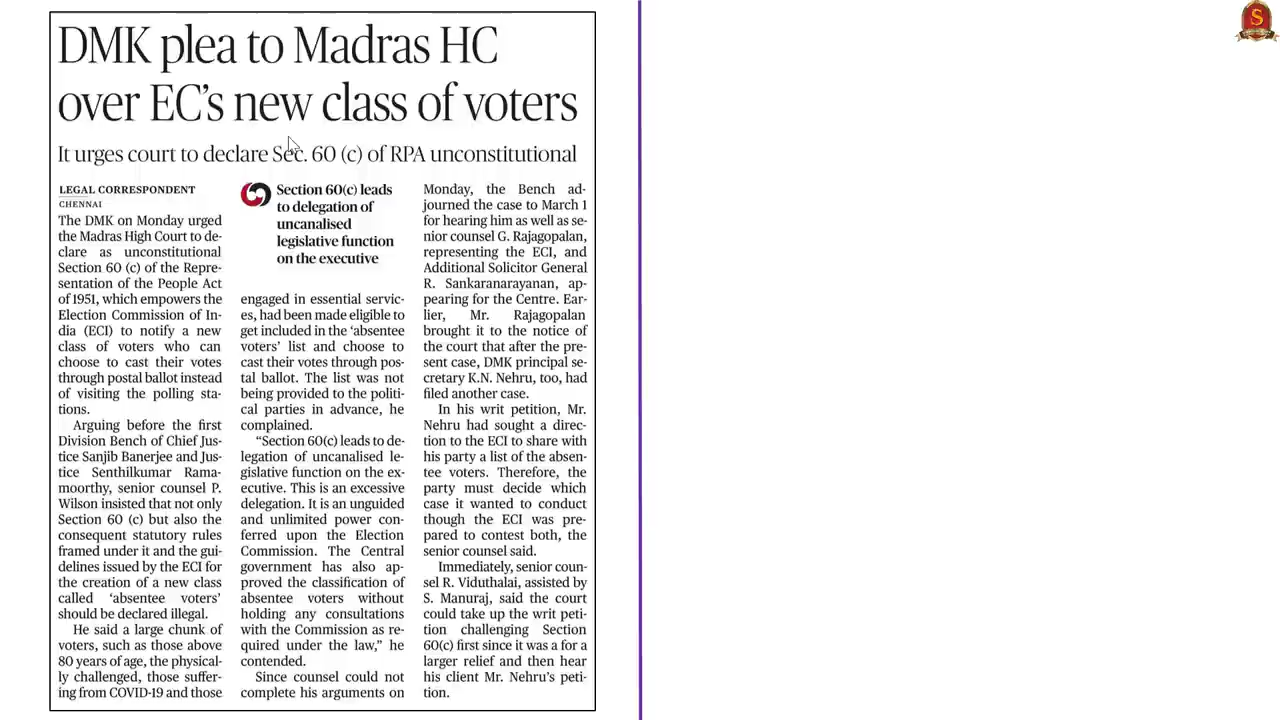 DMK plea to Madras HC
over EC's new class of voters
It urges court to declare Sec. 60 (c) of RPA unconstitutional
LEGAL CORRESPONDENT
CHENNAI
The DMK on Monday urged
the Madras High Court to de-
clare as unconstitutional
Section 60 (c) of the Repre-
sentation of the People Act
of 1951, which empowers the
Election Commission of In-
dia (ECI) to notify a new
class of voters who can
choose to cast their votes
through postal ballot instead
of visiting the polling sta-
tions.
Arguing before the first
Division Bench of Chief Jus-
tice Sanjib Banerjee and Jus-
tice Senthilkumar Rama-
moorthy, senior counsel P.
Wilson insisted that not only
Section 60 (c) but also the
consequent statutory rules
framed under it and the gui-
delines issued by the ECI for
the creation of a new class
called 'absentee voters'
should be declared illegal.
He said a large chunk of
voters, such as those above
80 years of age, the physical-
ly challenged, those suffer-
ing from COVID-19 and those
Section 60(c) leads
to delegation of
uncanalised
legislative function
on the executive
engaged in essential servic-
es, had been made eligible to
get included in the 'absentee
voters' list and choose to
cast their votes through pos-
tal ballot. The list was not
being provided to the politi-
cal parties in advance, he
complained.
"Section 60(c) leads to de-
legation of uncanalised le-
gislative function on the ex-
ecutive. This is an excessive
delegation. It is an unguided
and unlimited power con-
ferred upon the Election
Commission. The Central
government has also ap-
proved the classification of
absentee voters without
holding any consultations
with the Commission as re-
quired under the law," he
contended.
Since counsel could not
complete his arguments on
Monday, the Bench ad-
journed the case to March 1
for hearing him as well as se-
nior counsel G. Rajagopalan,
representing the ECI, and
Additional Solicitor General
R. Sankaranarayanan, ap-
pearing for the Centre. Ear-
lier, Mr. Rajagopalan
brought it to the notice of
the court that after the pre-
sent case, DMK principal se-
cretary K.N. Nehru, too, had
filed another case.
In his writ petition, Mr.
Nehru had sought a direc-
tion to the ECI to share with
his party a list of the absen-
tee voters. Therefore, the
party must decide which
case it wanted to conduct
though the ECI was pre-
pared to contest both, the
senior counsel said.
Immediately, senior coun-
sel R. Viduthalai, assisted by
S. Manuraj, said the court
could take up the writ peti-
tion challenging Section
60(c) first since it was a for a
larger relief and then hear
his client Mr. Nehru's peti-
tion.
S